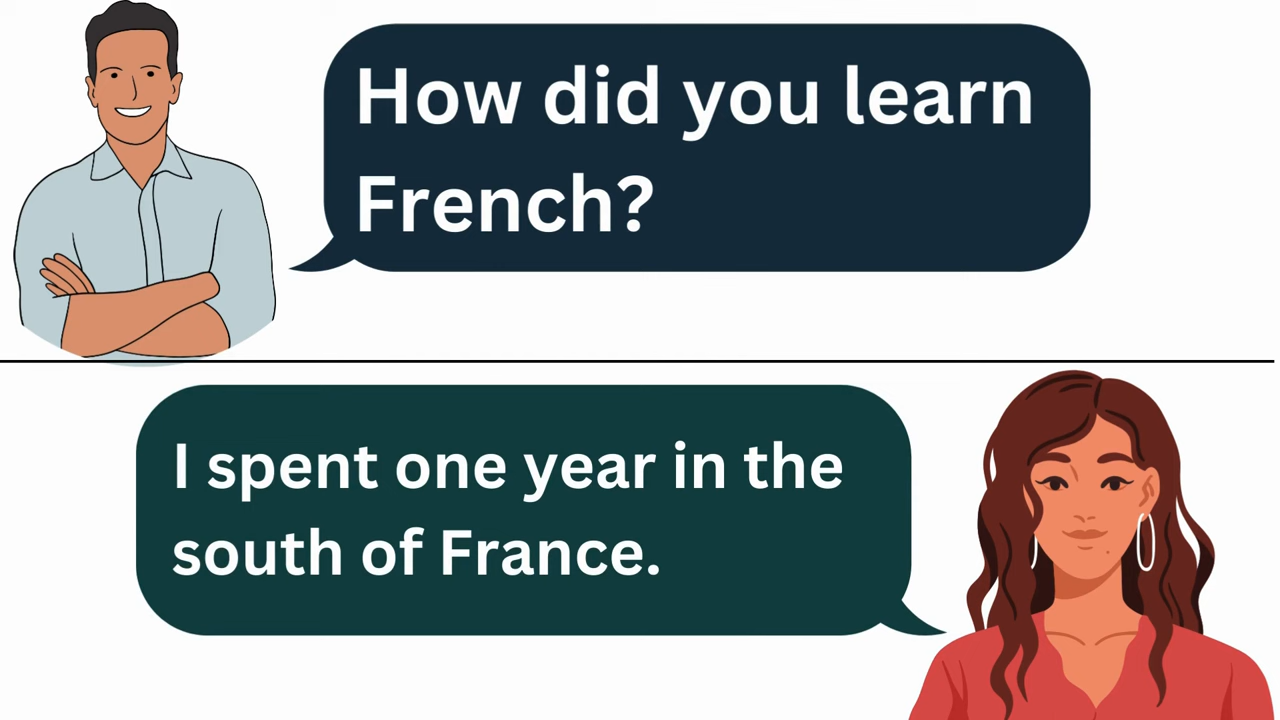 How did you learn
French?
I spent one year in the
south of France.